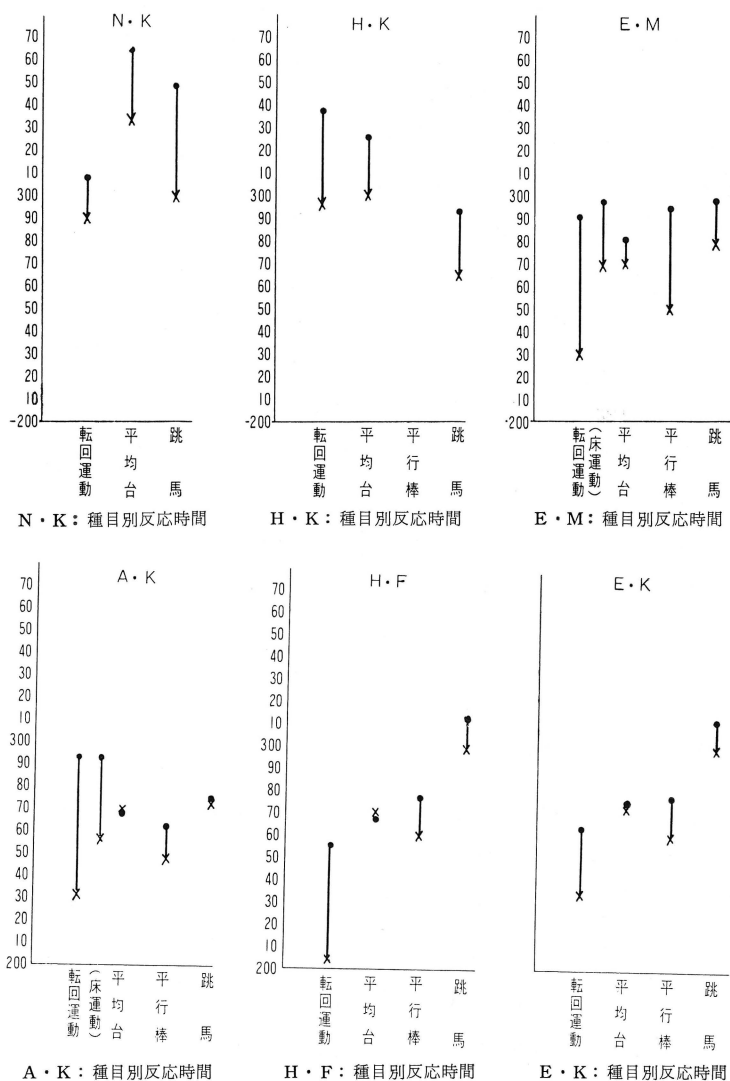 N・K
70
60
50
40
30
20
10
300
90
80
70
60
50
40
30
20
10
-200
転回運動
平均台
跳馬
N・K：種目別反応時間
H・K
70
60
50
40
30
20
10
300
90
80
70
60
50
40
30
20
10
-200
転回運動
平均台
平行棒
跳馬
H・K：種目別反応時間
E・M
70
60
50
40
30
20
10
300
90
80
70
60
50
40
30
20
10
-200
転回運動
（床運動）
平均台
平行棒
跳馬
E・M：種目別反応時間
A・K
70
60
50
40
30
20
10
300
90
80
70
60
50
40
30
20
10
200
転回運動
（床運動）
平均台
平行棒
跳馬
A・K：種目別反応時間
H・F
70
60
50
40
30
20
10
300
90
80
70
60
50
40
30
20
10
200
転回運動
平均台
平行棒
跳馬
H・F：種目別反応時間
E・K
転回運動
平均台
平行棒
跳馬
E・K：種目別反応時間